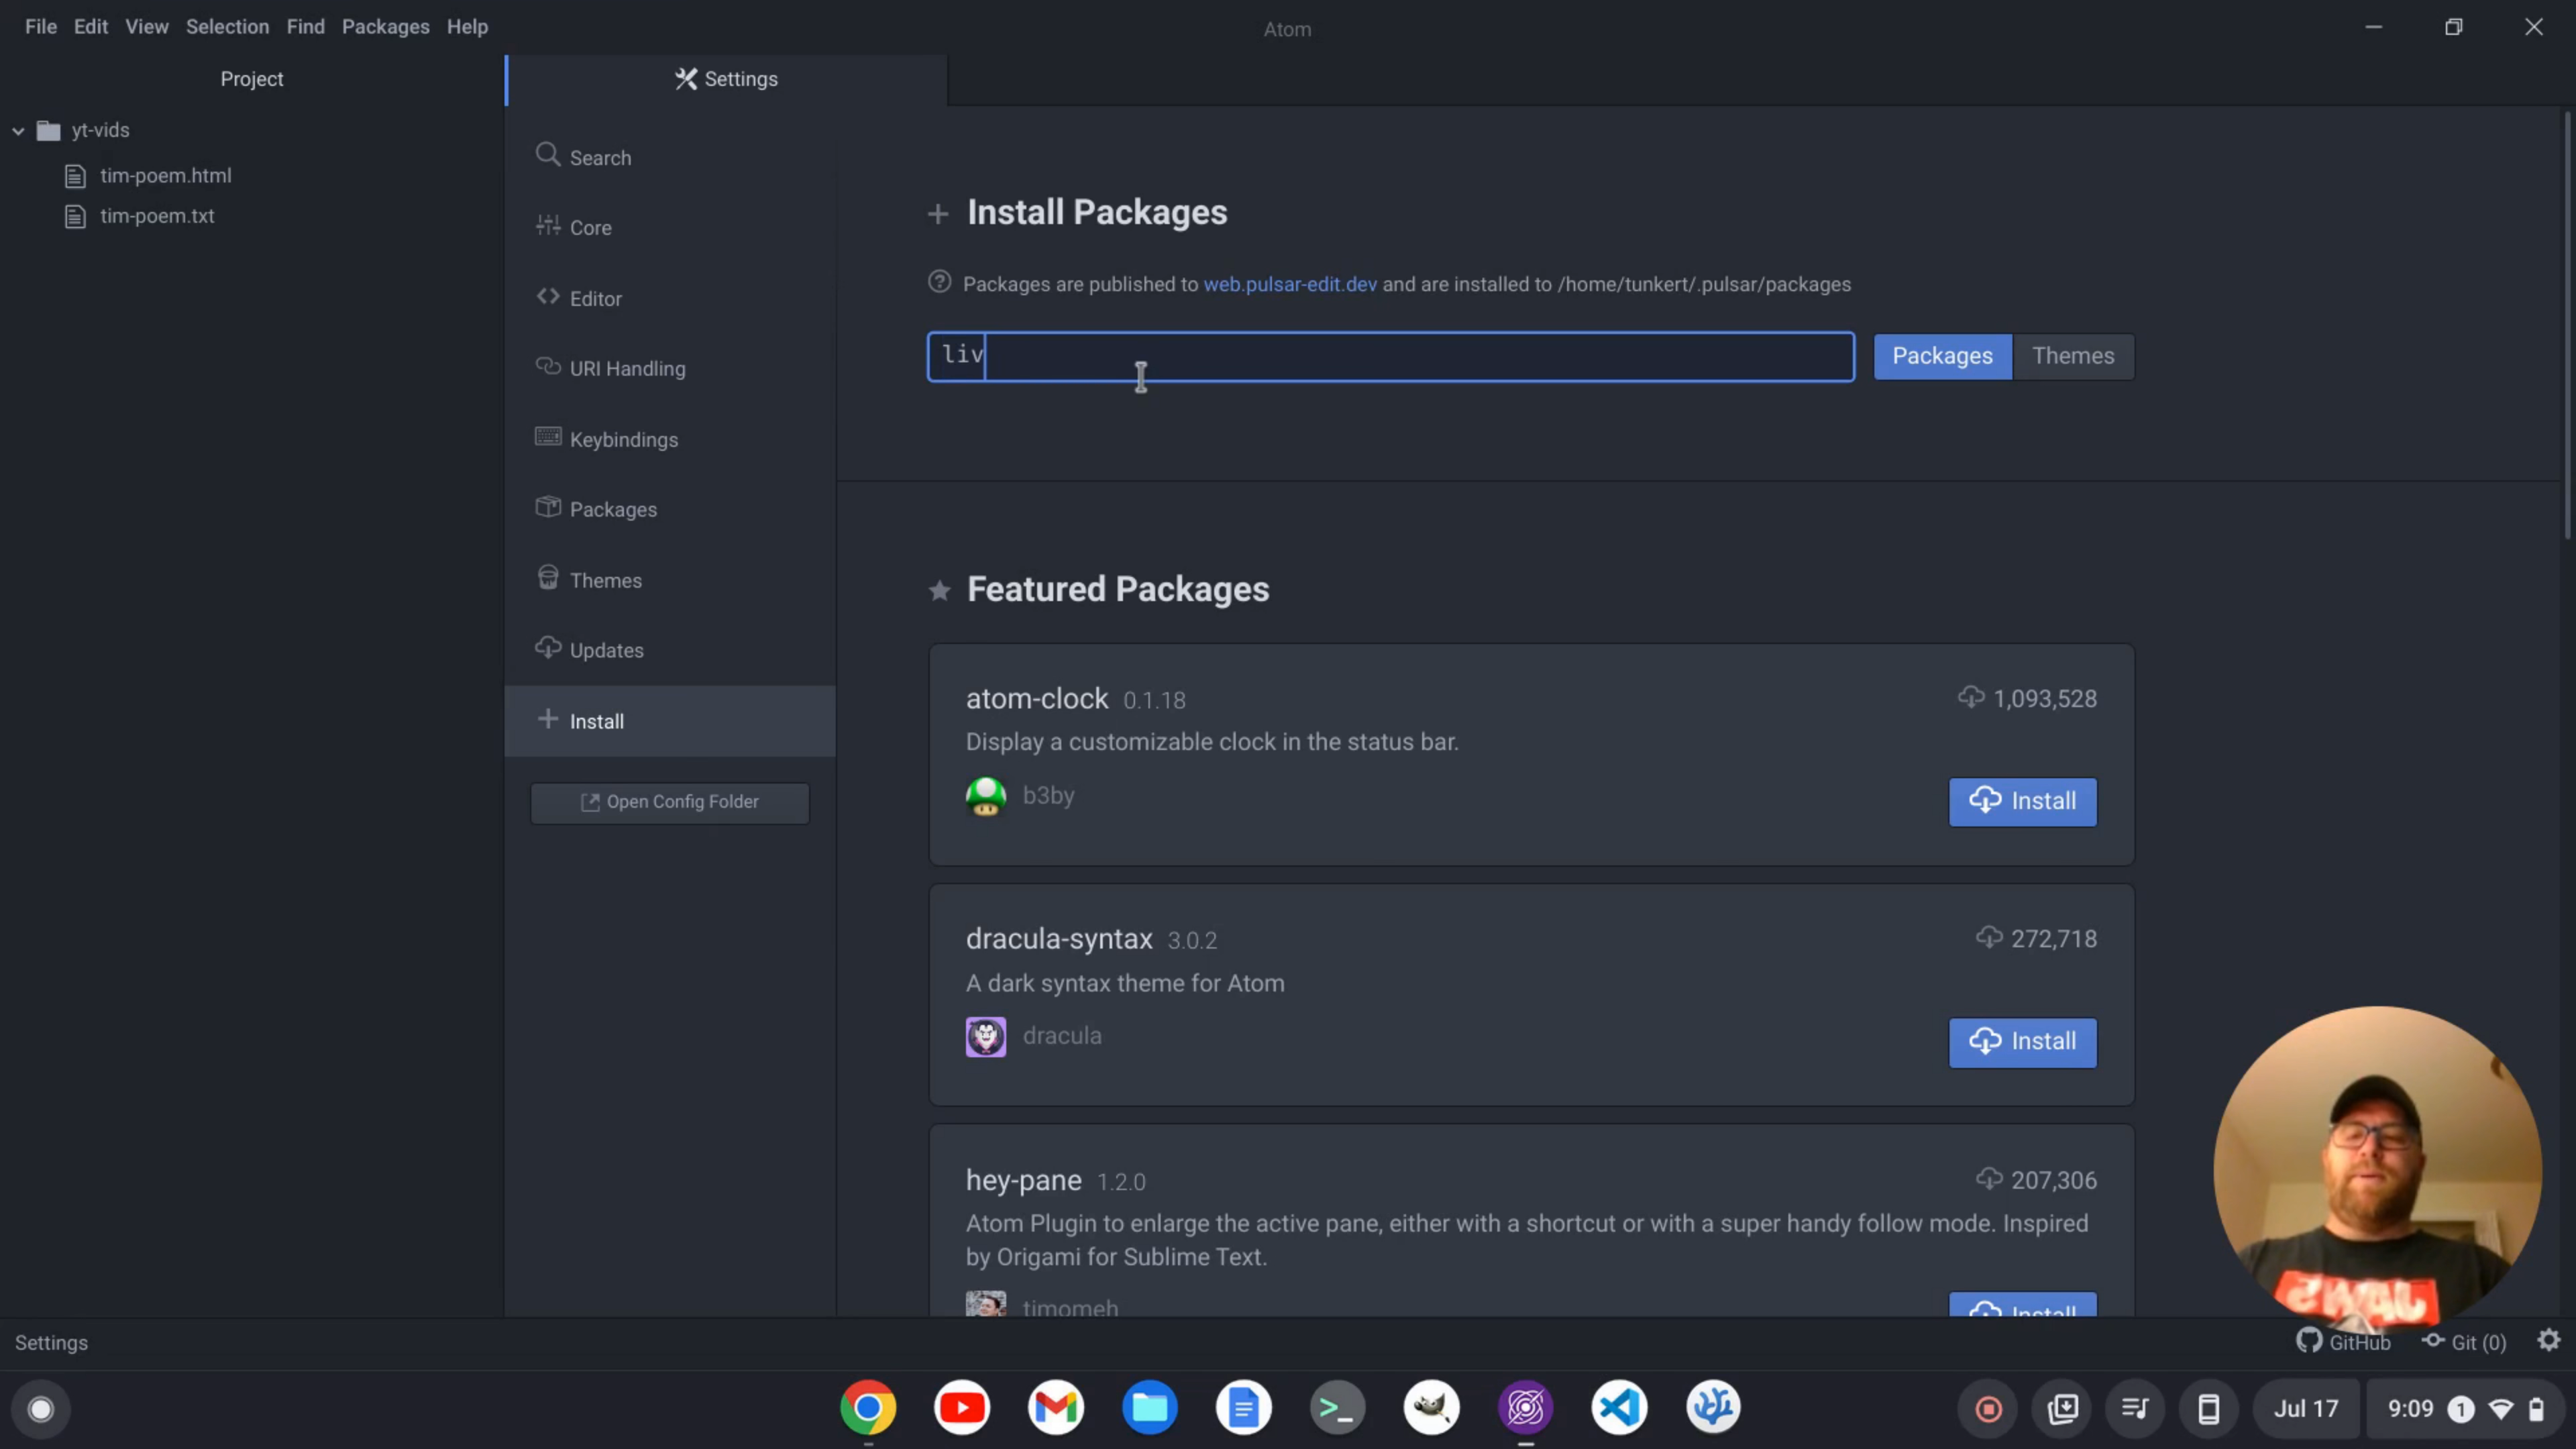 File Edit View Selection Find Packages Help
Atom
Project
Settings
yt-vids
tim-poem.html
tim-poem.txt
Search
Core
Editor
URI Handling
Keybindings
Packages
Themes
Updates
Install
Open Config Folder
Install Packages
Packages are published to web.pulsar-edit.dev and are installed to /home/tunkert/.pulsar/packages
liv
Packages Themes
Featured Packages
atom-clock 0.1.18 1,093,528
Display a customizable clock in the status bar.
b3by
Install
dracula-syntax 3.0.2 272,718
A dark syntax theme for Atom
dracula
Install
hey-pane 1.2.0 207,306
Atom Plugin to enlarge the active pane, either with a shortcut or with a super handy follow mode. Inspired
by Origami for Sublime Text.
timomeh
Install
Settings
GitHub Git (0)
Jul 17 9:09 1